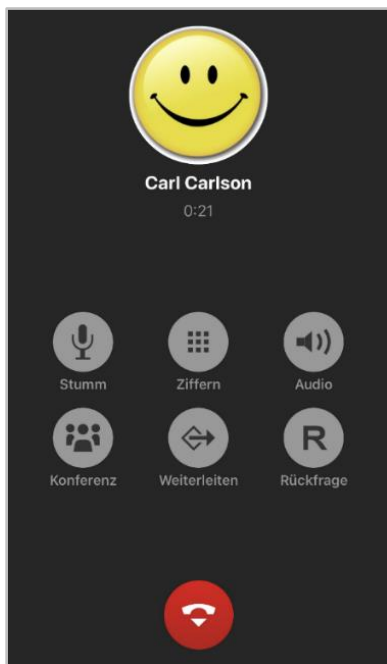 Carl Carlson
0:21
Stumm Ziffern Audio
R
Konferenz Weiterleiten Rückfrage